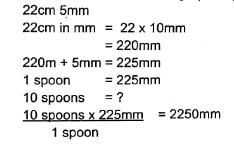 22cm 5mm
22cm in mm = 22 x 10mm
= 220mm
220m + 5mm = 225mm
1 spoon = 225mm
10 spoons = ?
10 spoons x 225mm = 2250mm
1 spoon